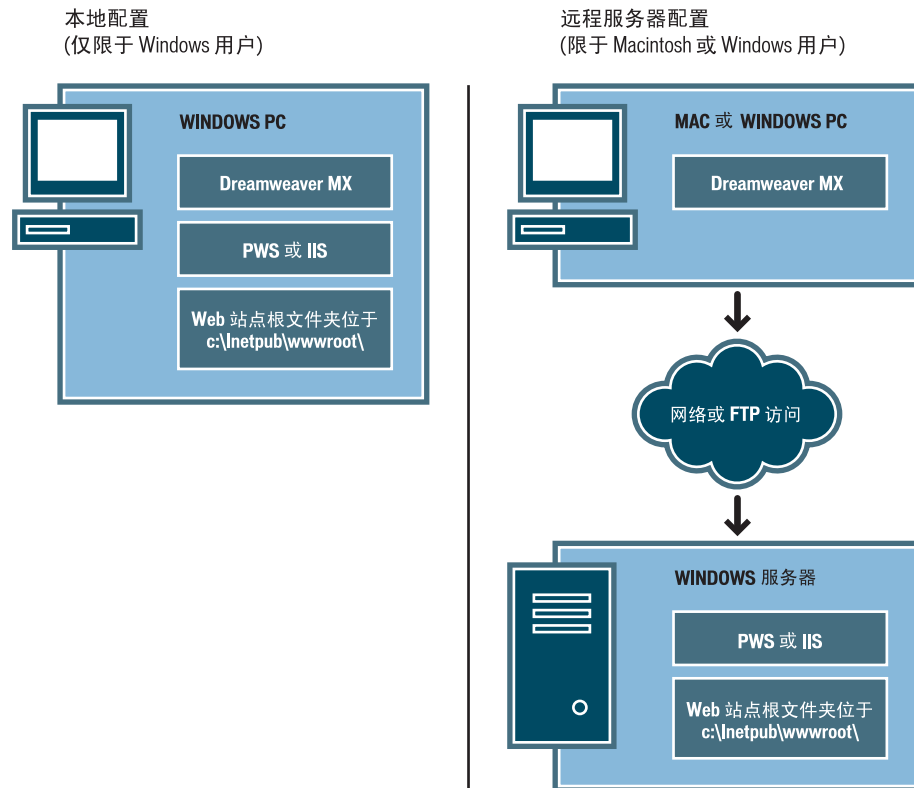 本地配置
(仅限于 Windows 用户)
WINDOWS PC
Dreamweaver MX
PWS 或 IIS
Web 站点根文件夹位于
c:\Inetpub\wwwroot\
远程服务器配置
(限于 Macintosh 或 Windows 用户)
MAC 或 WINDOWS PC
Dreamweaver MX
网络或 FTP 访问
WINDOWS 服务器
PWS 或 IIS
Web 站点根文件夹位于
c:\Inetpub\wwwroot\